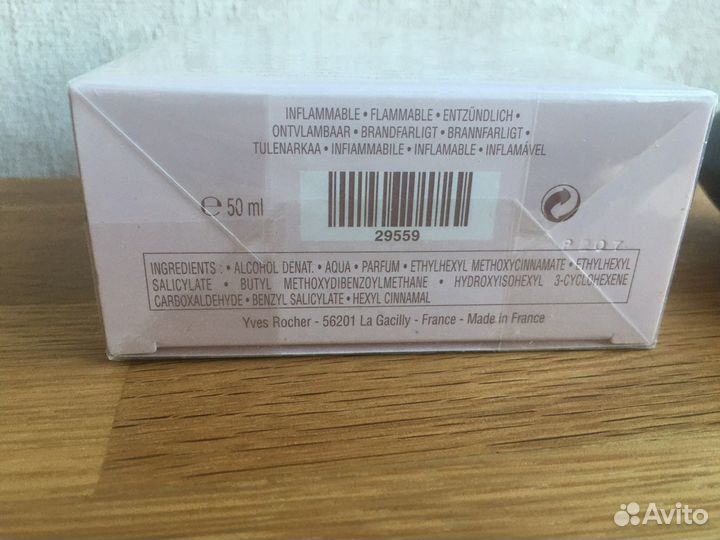 INFLAMMABLE • FLAMMABLE • ENTZÜNDLICH •
ONTVLAMBAAR • BRANDFARLIGT • BRANNFARLIGT •
TULENARKAA • INFIAMMABILE • INFLAMABLE • INFLAMÁVEL
℮ 50 ml
29559
INGREDIENTS : • ALCOHOL DENAT. • AQUA • PARFUM • ETHYLHEXYL METHOXYCINNAMATE • ETHYLHEXYL
SALICYLATE • BUTYL METHOXYDIBENZOYLMETHANE • HYDROXYISOHEXYL 3-CYCLOHEXENE
CARBOXALDEHYDE • BENZYL SALICYLATE • HEXYL CINNAMAL
Yves Rocher - 56201 La Gacilly - France - Made in France
Avito